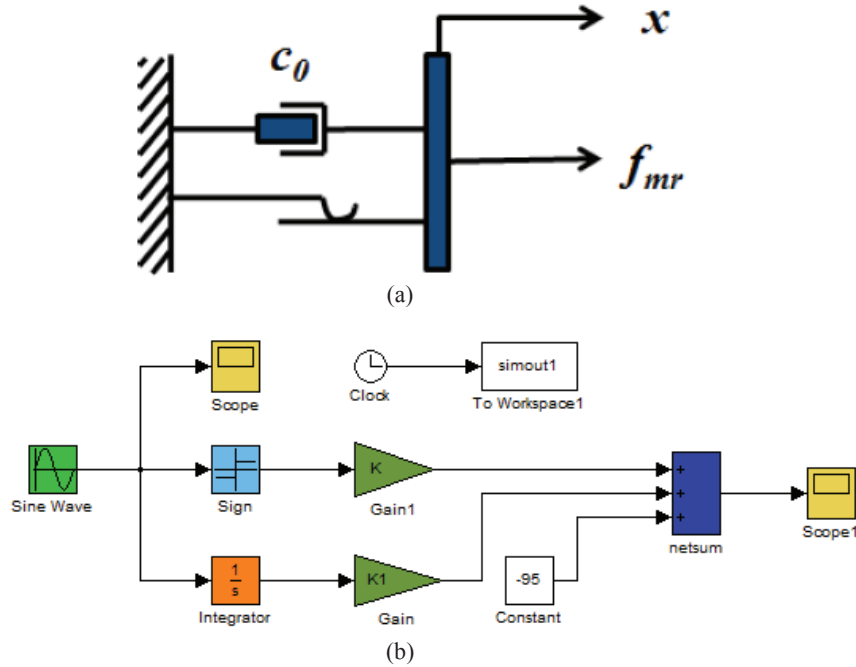 x
c0
fmr
(a)
simout1
Scope
Clock
To Workspace1
K
Sine Wave
Sign
Gain1
+
+
+
netsum
Scope1
1
s
K1
-95
Integrator
Gain
Constant
(b)